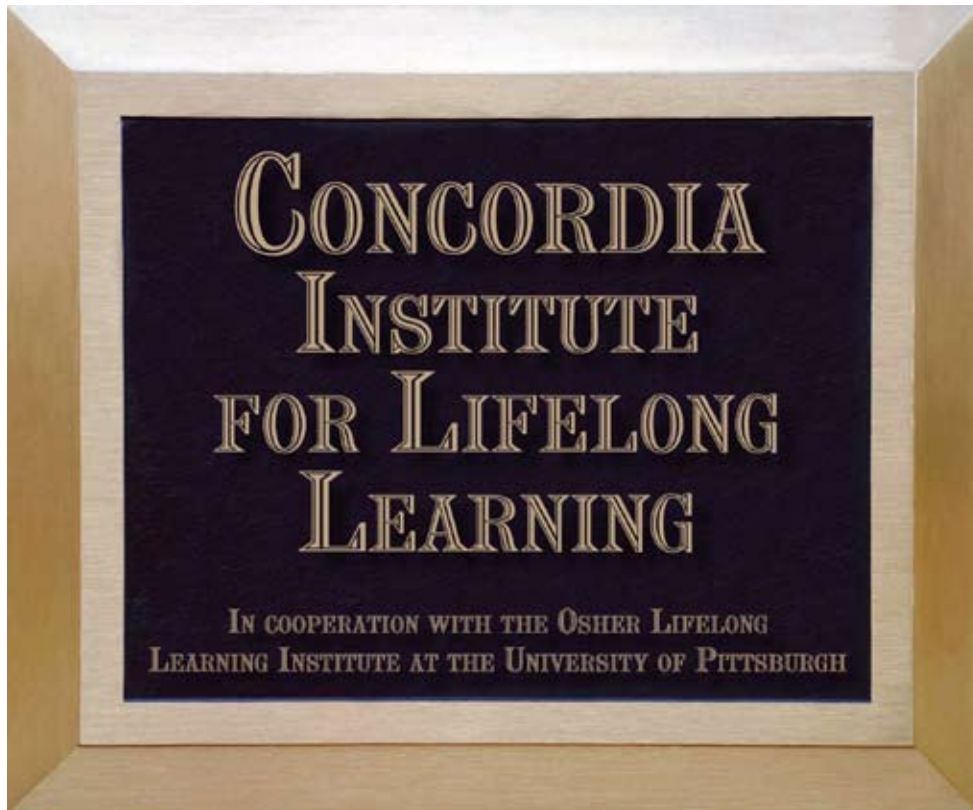 Concordia
Institute
for Lifelong
Learning
In cooperation with the Osher Lifelong
Learning Institute at the University of Pittsburgh